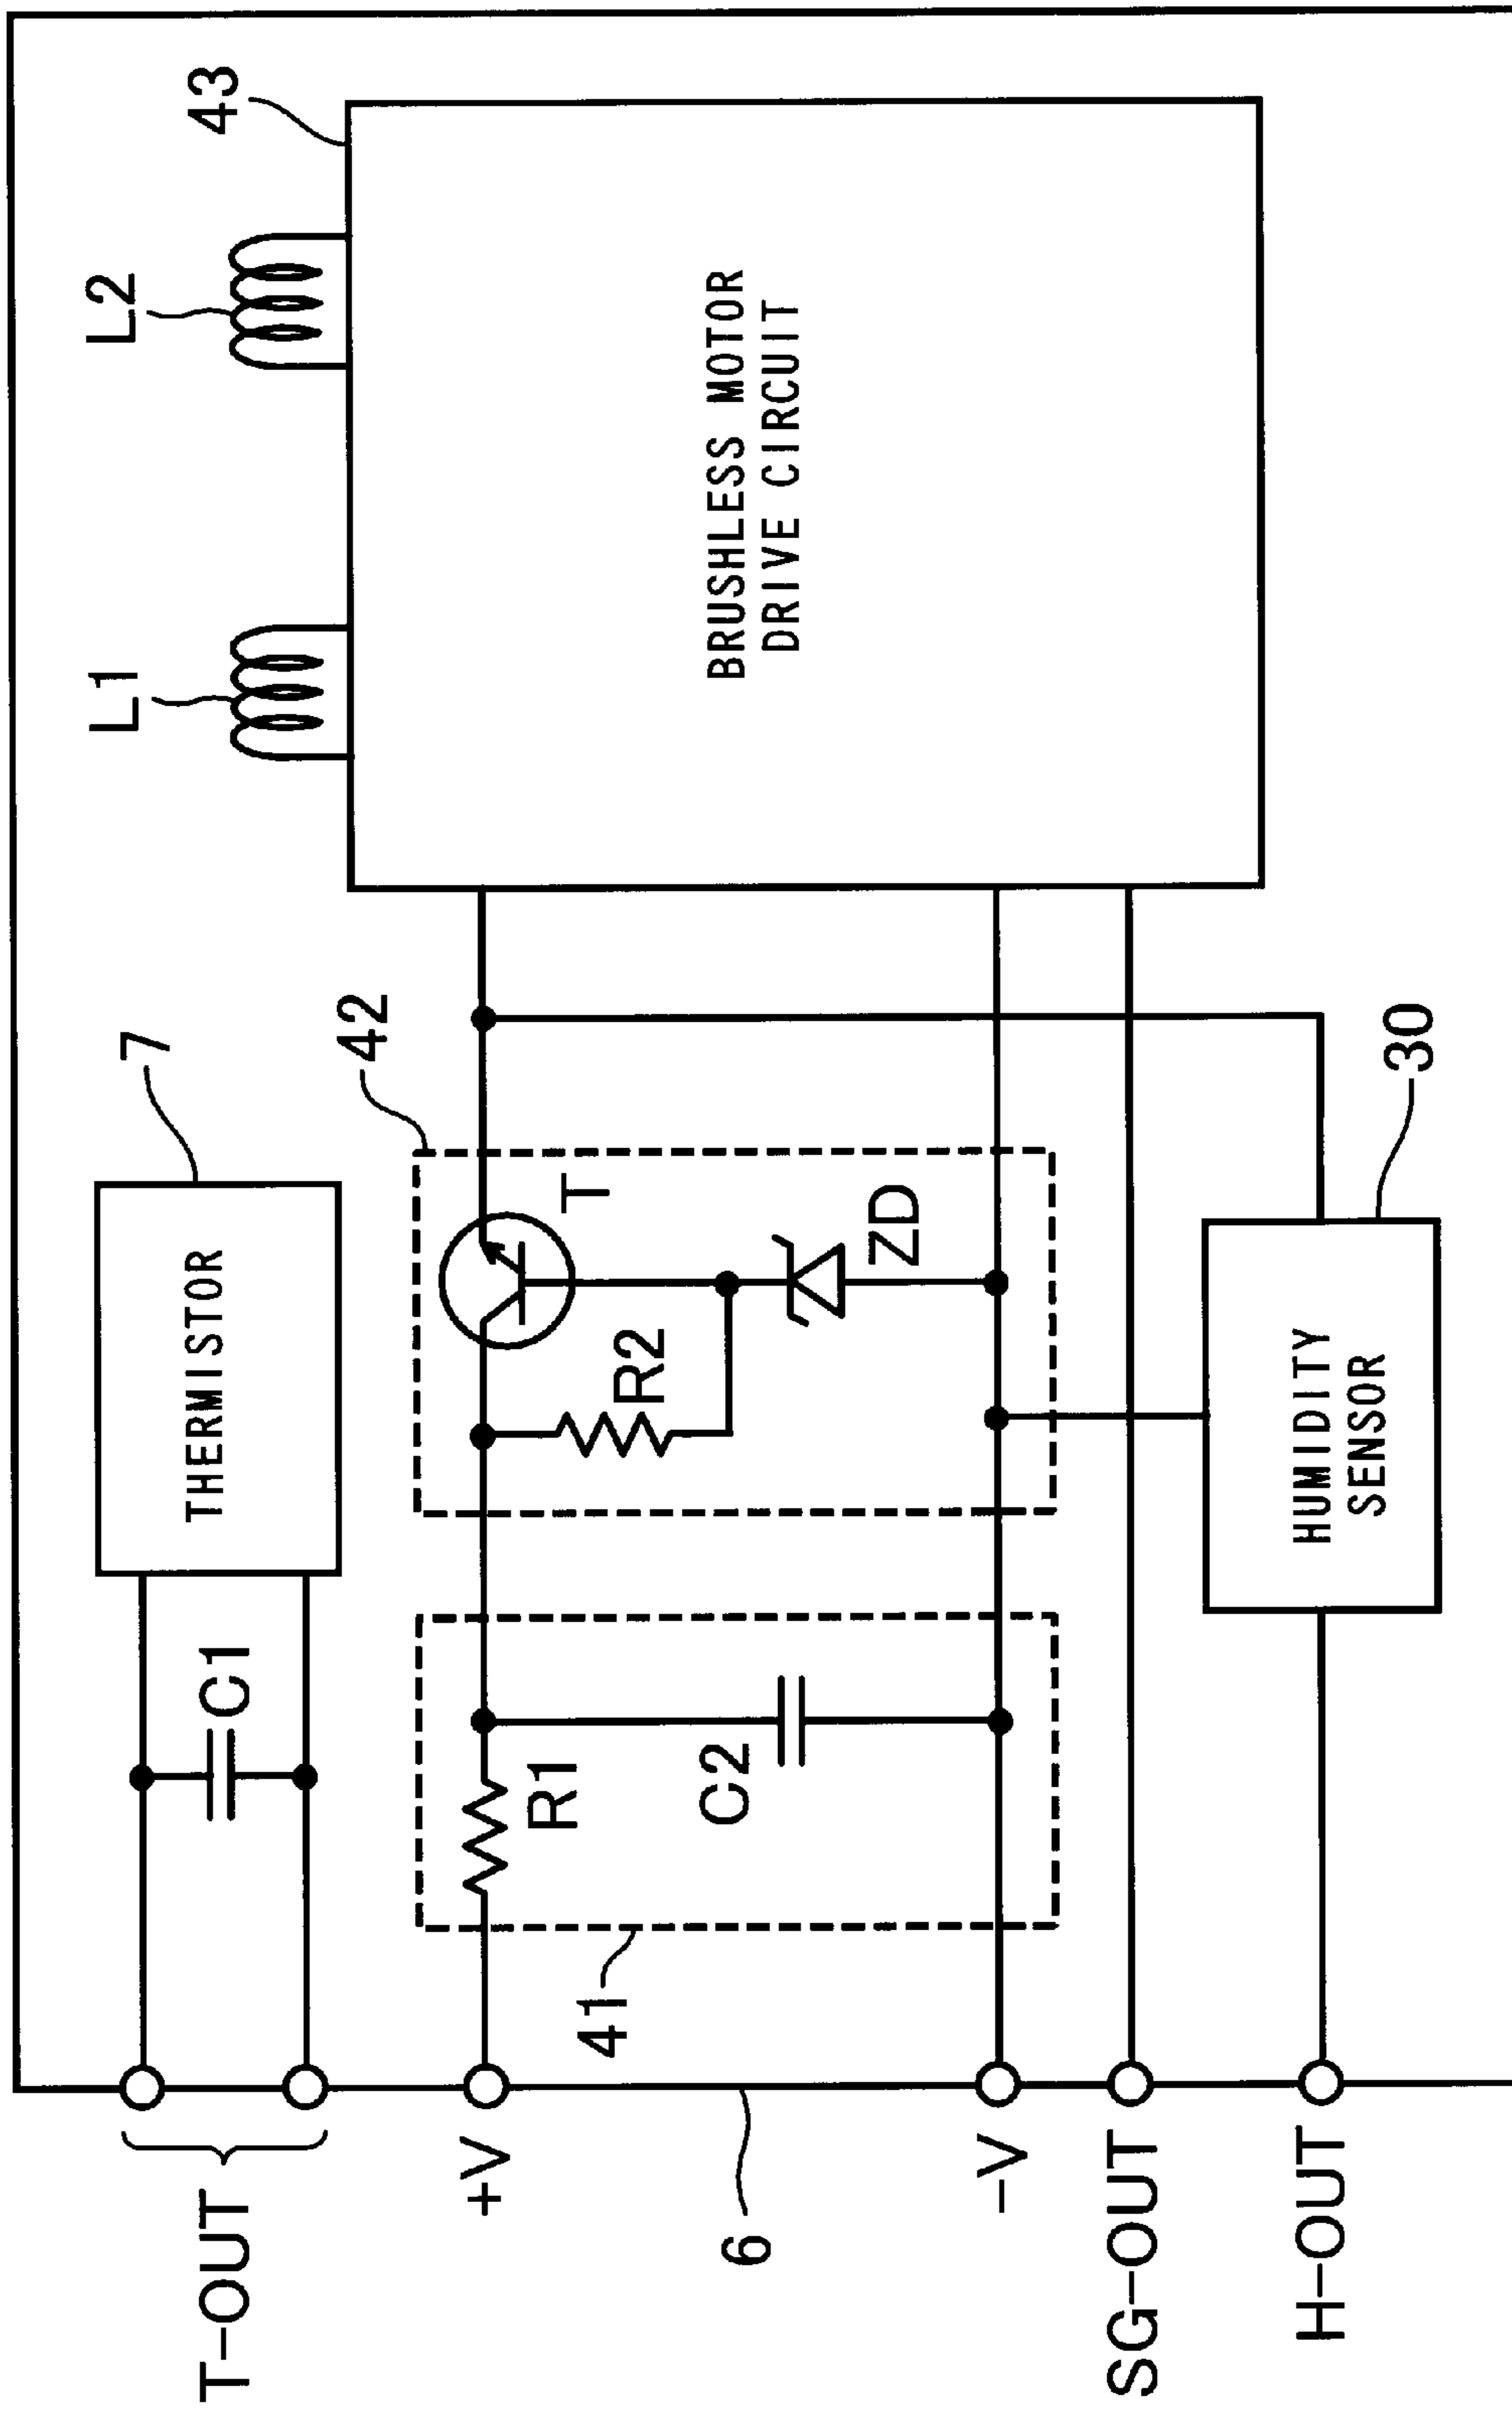 T-OUT
C1
THERMISTOR
7
+V
R1
C2
41
R2
T
ZD
42
L1
L2
43
BRUSHLESS MOTOR
DRIVE CIRCUIT
6
-V
SG-OUT
H-OUT
HUMIDITY
SENSOR
30